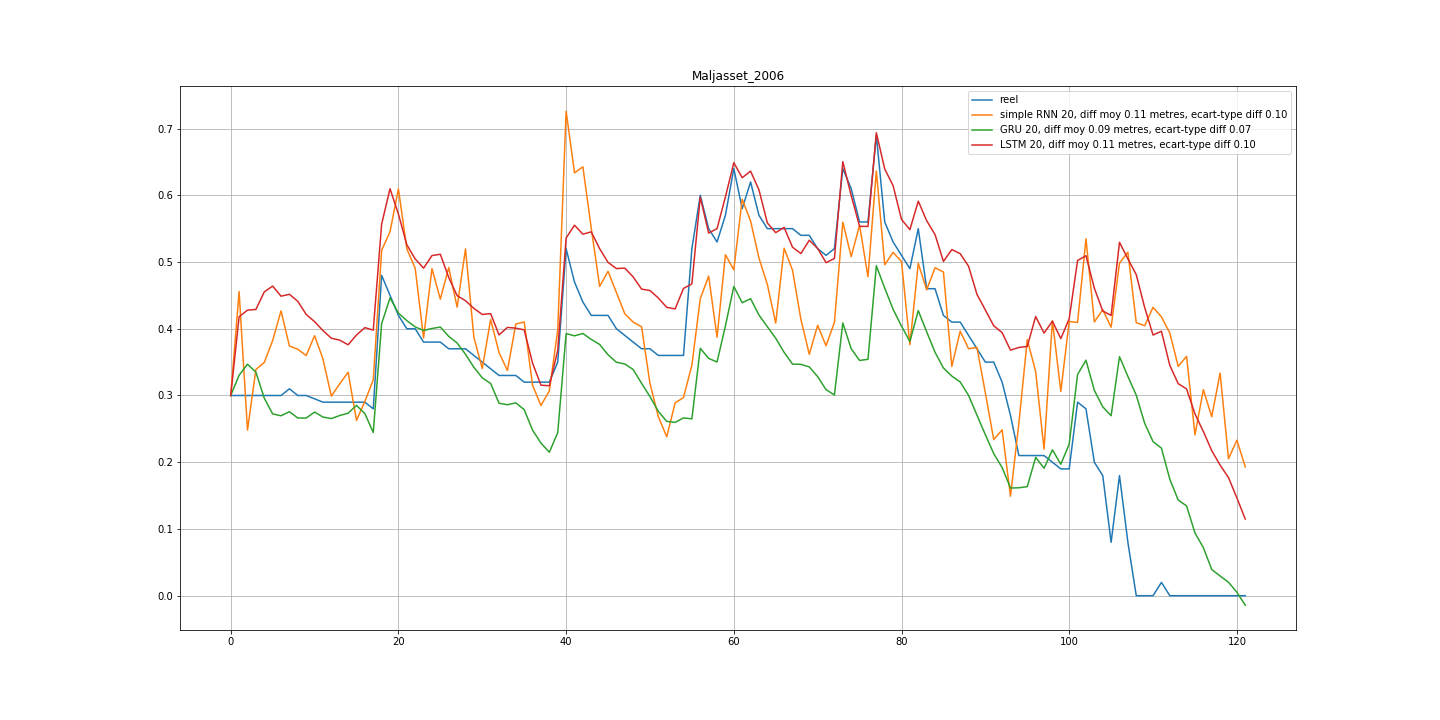 Maljasset_2006
reel
simple RNN 20, diff moy 0.11 metres, ecart-type diff 0.10
GRU 20, diff moy 0.09 metres, ecart-type diff 0.07
LSTM 20, diff moy 0.11 metres, ecart-type diff 0.10
0.7
0.6
0.5
0.4
0.3
0.2
0.1
0.0
0 20 40 60 80 100 120